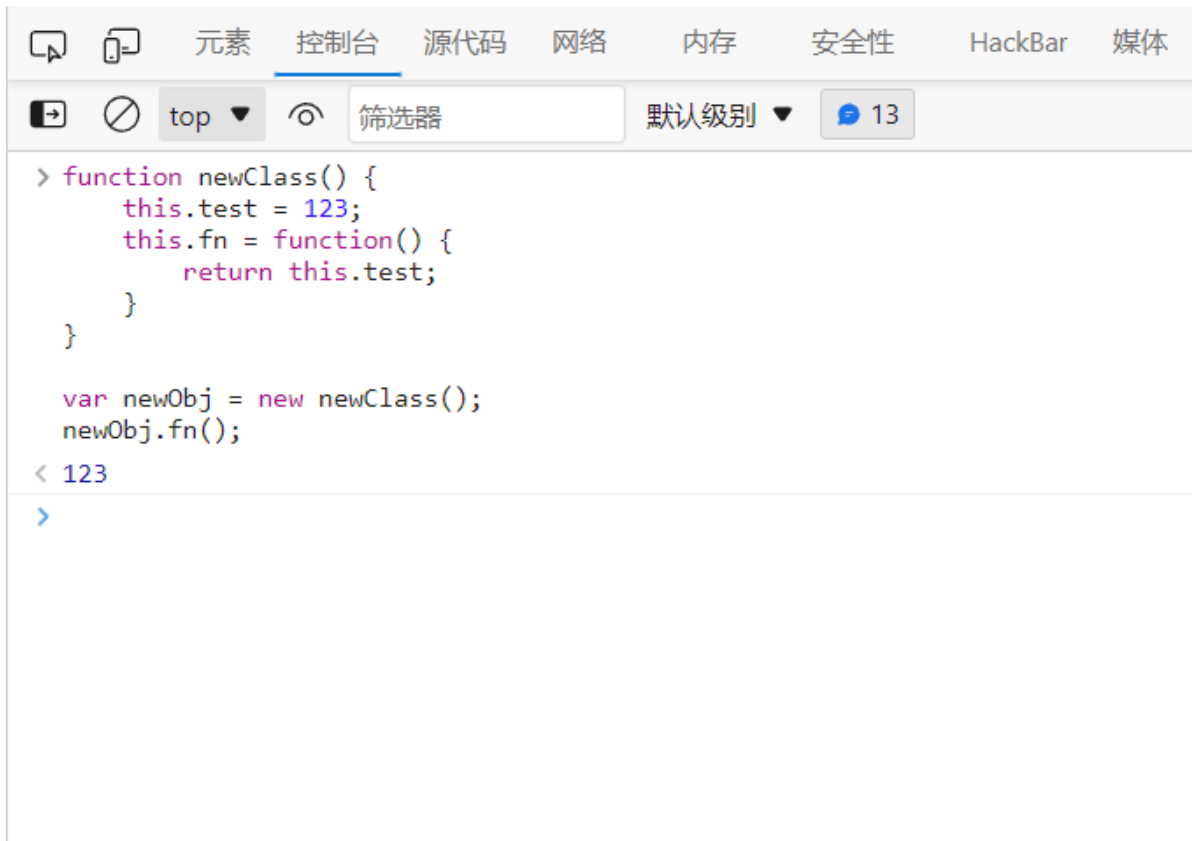 元素 控制台 源代码 网络 内存 安全性 HackBar 媒体
top 筛选器 默认级别 13
function newClass() {
    this.test = 123;
    this.fn = function() {
        return this.test;
    }
}
var newObj = new newClass();
newObj.fn();
123